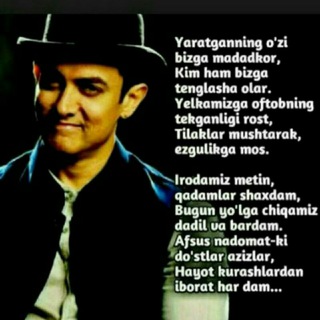 Yaratganning o'zi
bizga madadkor,
Kim ham bizga
tenglasha olar.
Yelkamizga oftobning
tekganligi rost,
Tilaklar mushtarak,
ezgulikga mos.
Irodamiz metin,
qadamlar shaxdam,
Bugun yo'lga chiqamiz
dadil va bardam.
Afsus nadomat-ki
do'stlar azizlar,
Hayot kurashlardan
iborat har dam...